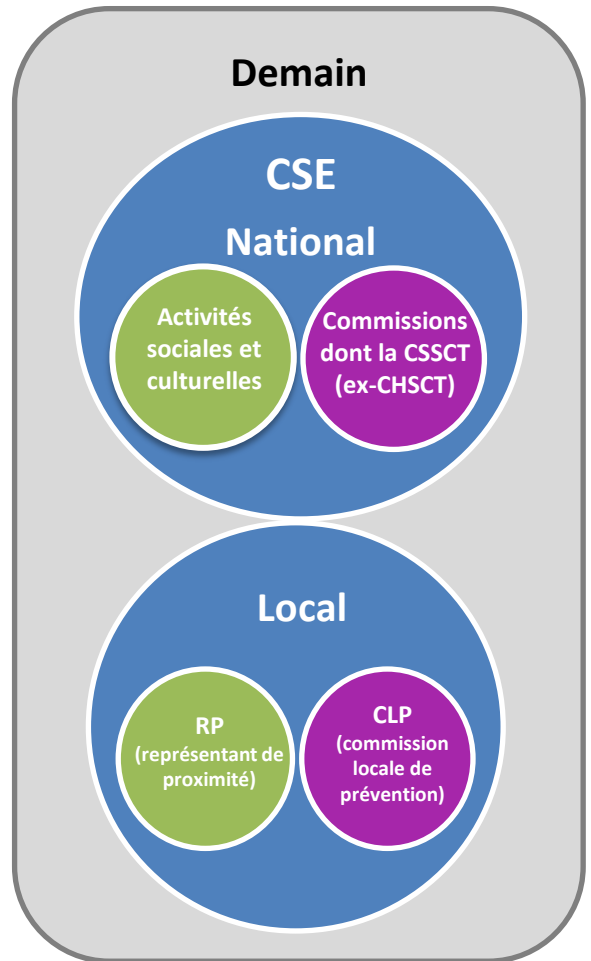 Demain
CSE
National
Activités
sociales et
culturelles
Commissions
dont la CSSCT
(ex-CHSCT)
Local
RP
(représentant de
proximité)
CLP
(commission
locale de
prévention)